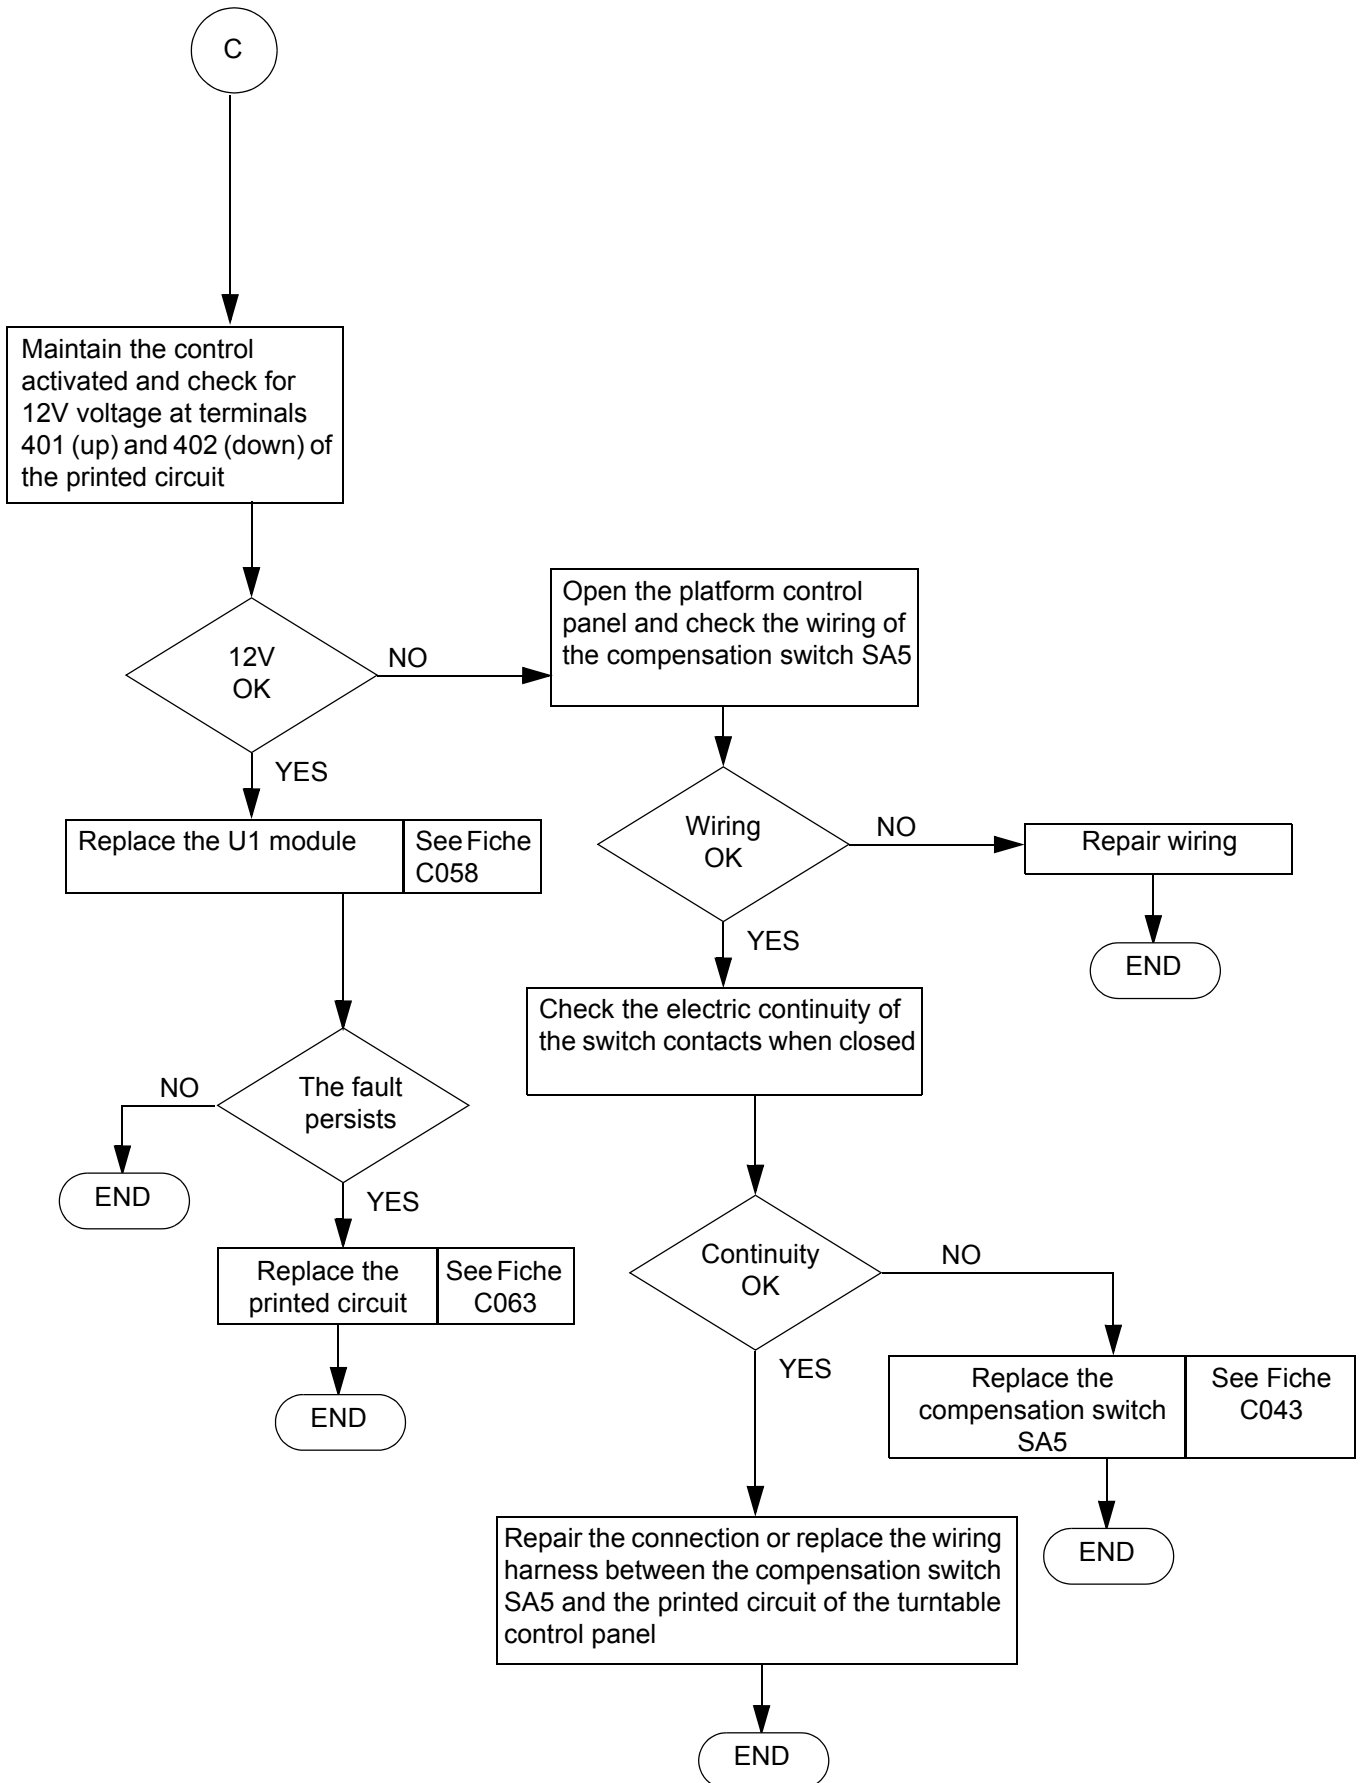 C
Maintain the control
activated and check for
12V voltage at terminals
401 (up) and 402 (down) of
the printed circuit
12V
OK
NO
Open the platform control
panel and check the wiring of
the compensation switch SA5
YES
Replace the U1 module
See Fiche
C058
Wiring
OK
NO
Repair wiring
END
YES
Check the electric continuity of
the switch contacts when closed
The fault
persists
NO
END
YES
Replace the
printed circuit
See Fiche
C063
END
Continuity
OK
NO
YES
Replace the
compensation switch
SA5
See Fiche
C043
END
Repair the connection or replace the wiring
harness between the compensation switch
SA5 and the printed circuit of the turntable
control panel
END